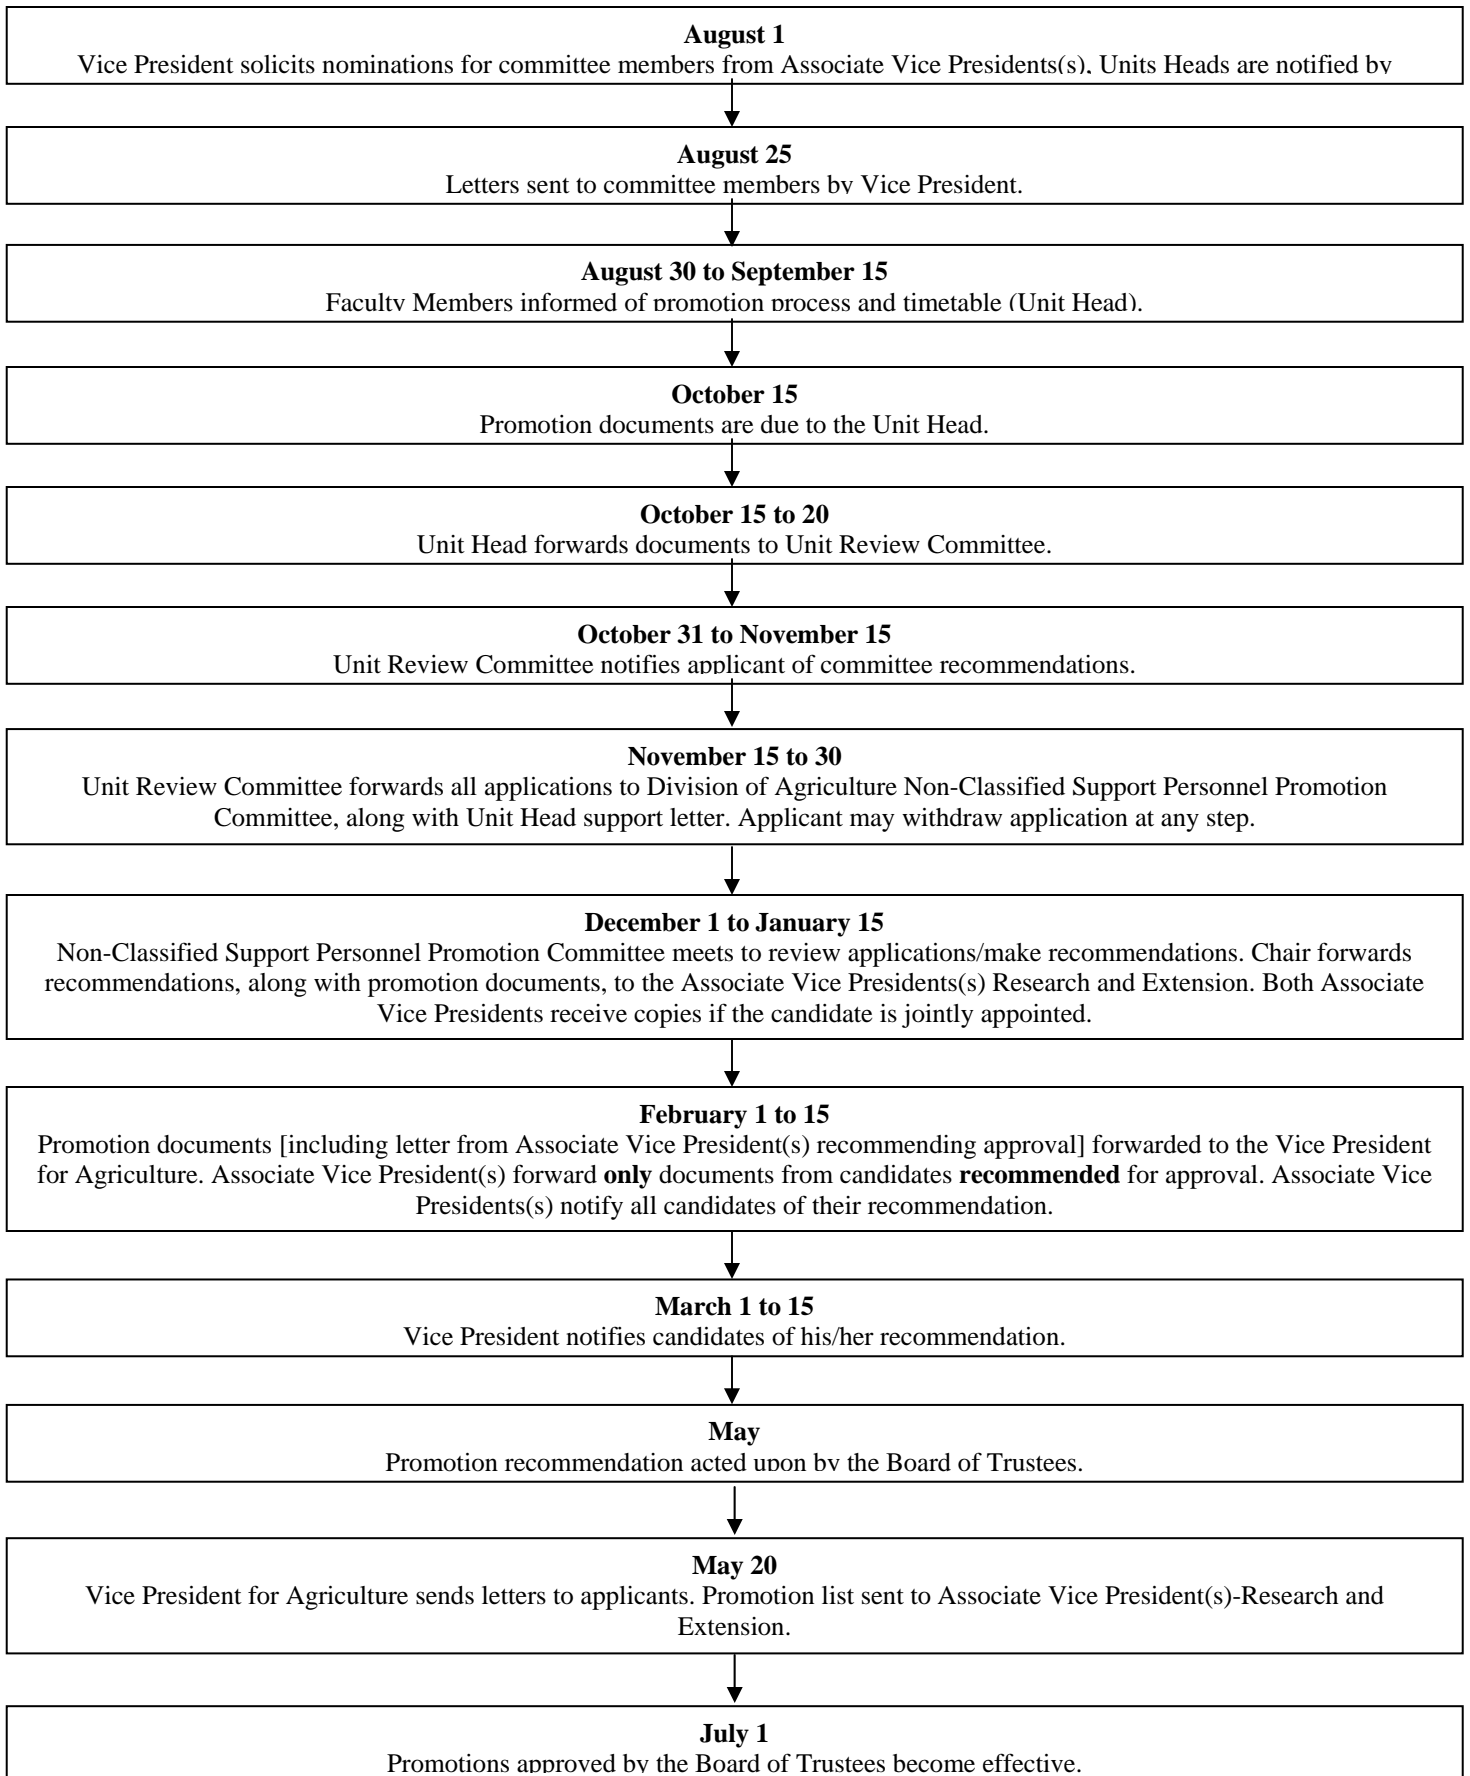 August 1
Vice President solicits nominations for committee members from Associate Vice Presidents(s). Units Heads are notified by
August 25
Letters sent to committee members by Vice President.
August 30 to September 15
Faculty Members informed of promotion process and timetable (Unit Head).
October 15
Promotion documents are due to the Unit Head.
October 15 to 20
Unit Head forwards documents to Unit Review Committee.
October 31 to November 15
Unit Review Committee notifies applicant of committee recommendations.
November 15 to 30
Unit Review Committee forwards all applications to Division of Agriculture Non-Classified Support Personnel Promotion
Committee, along with Unit Head support letter. Applicant may withdraw application at any step.
December 1 to January 15
Non-Classified Support Personnel Promotion Committee meets to review applications/make recommendations. Chair forwards
recommendations, along with promotion documents, to the Associate Vice Presidents(s) Research and Extension. Both Associate
Vice Presidents receive copies if the candidate is jointly appointed.
February 1 to 15
Promotion documents [including letter from Associate Vice President(s) recommending approval] forwarded to the Vice President
for Agriculture. Associate Vice President(s) forward only documents from candidates recommended for approval. Associate Vice
Presidents(s) notify all candidates of their recommendation.
March 1 to 15
Vice President notifies candidates of his/her recommendation.
May
Promotion recommendation acted upon by the Board of Trustees.
May 20
Vice President for Agriculture sends letters to applicants. Promotion list sent to Associate Vice President(s)-Research and
Extension.
July 1
Promotions approved by the Board of Trustees become effective.